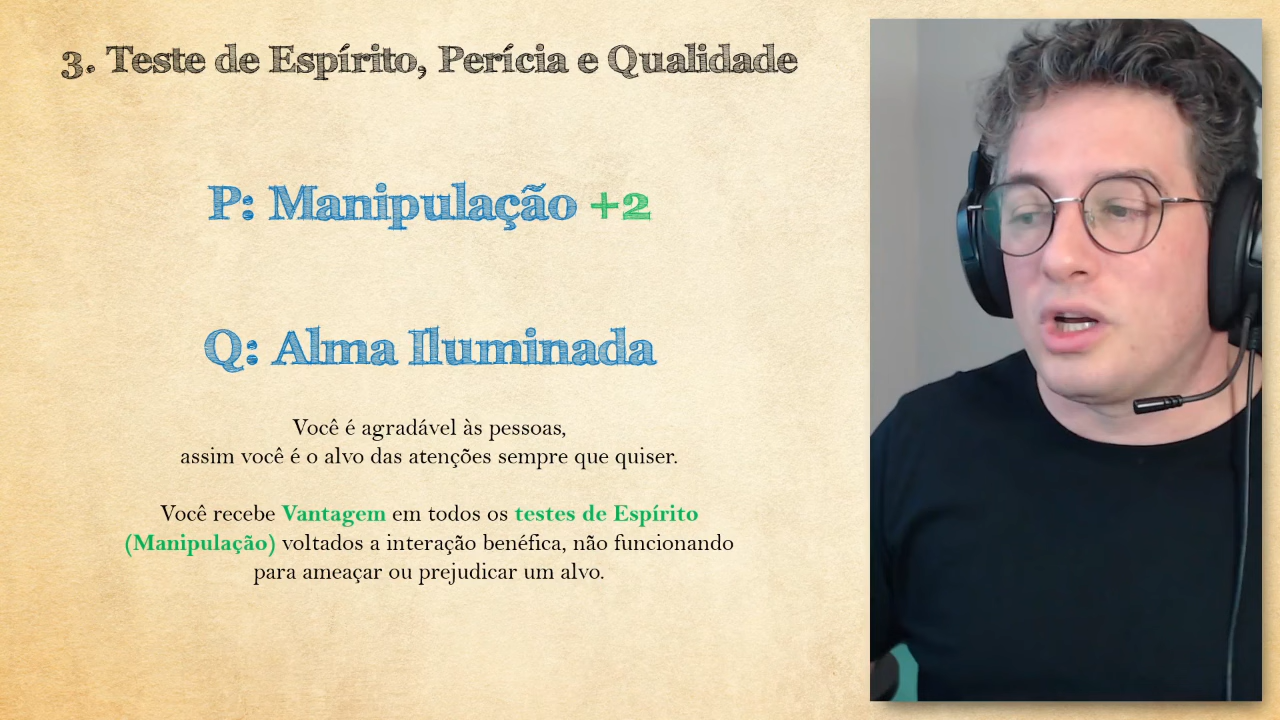 3. Teste de Espírito, Perícia e Qualidade
P: Manipulação +2
Q: Alma Iluminada
Você é agradável às pessoas,
assim você é o alvo das atenções sempre que quiser.
Você recebe Vantagem em todos os testes de Espírito
(Manipulação) voltados a interação benéfica, não funcionando
para ameaçar ou prejudicar um alvo.